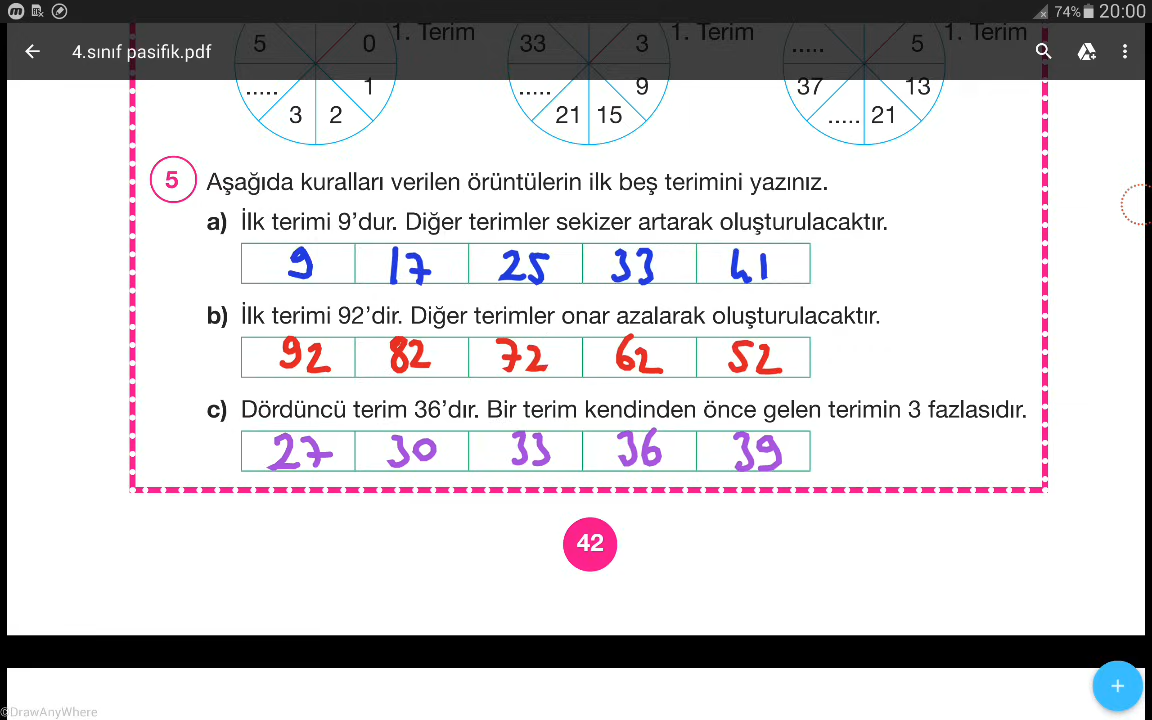 74% 20:00
4.sınıf pasifik.pdf
5 0 1. Terim 33 3 1. Terim ..... 5 1. Terim
..... 1 ..... 9 37 13
3 2 21 15 ..... 21
5 Aşağıda kuralları verilen örüntülerin ilk beş terimini yazınız.
a) İlk terimi 9’dur. Diğer terimler sekizer artarak oluşturulacaktır.
9 17 25 33 41
b) İlk terimi 92’dir. Diğer terimler onar azalarak oluşturulacaktır.
92 82 72 62 52
c) Dördüncü terim 36’dır. Bir terim kendinden önce gelen terimin 3 fazlasıdır.
27 30 33 36 39
42
©DrawAnyWhere